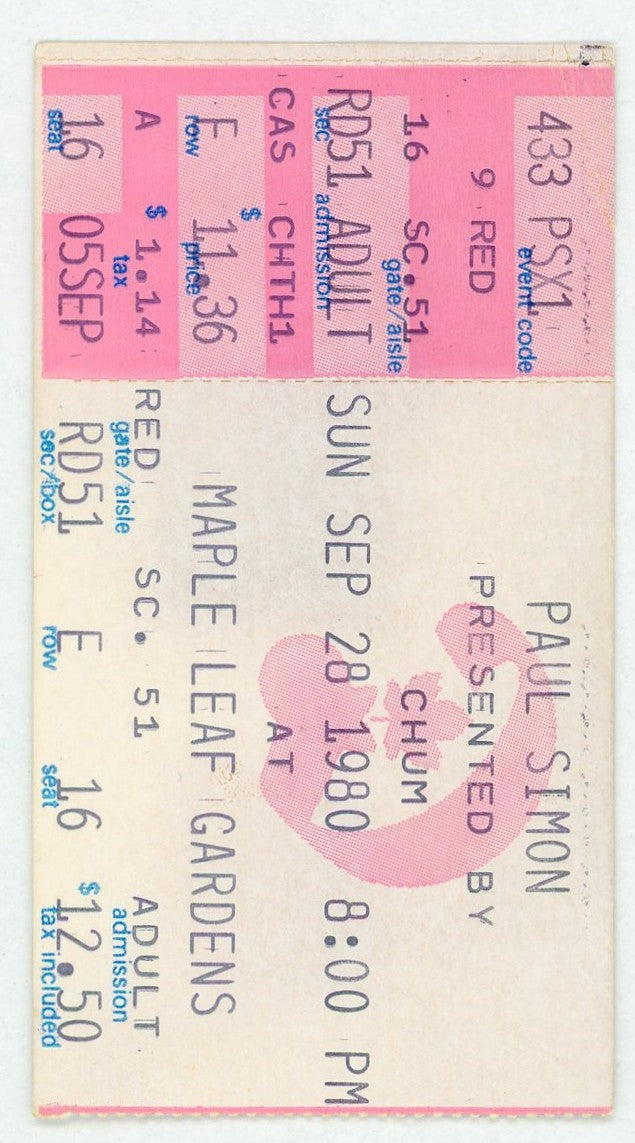 433 PSX1
event code
9 RED
16 SC.51
gate/aisle
RD51 ADULT
sec admission
CAS CHTH1
E $11.36
row price
A $1.14
tax
16 05SEP
seat
PAUL SIMON
PRESENTED BY
CHUM
SUN SEP 28 1980 8:00 PM
AT
MAPLE LEAF GARDENS
RED SC. 51 ADULT
gate/aisle admission
RD51 E 16 $12.50
sec/box row seat tax included